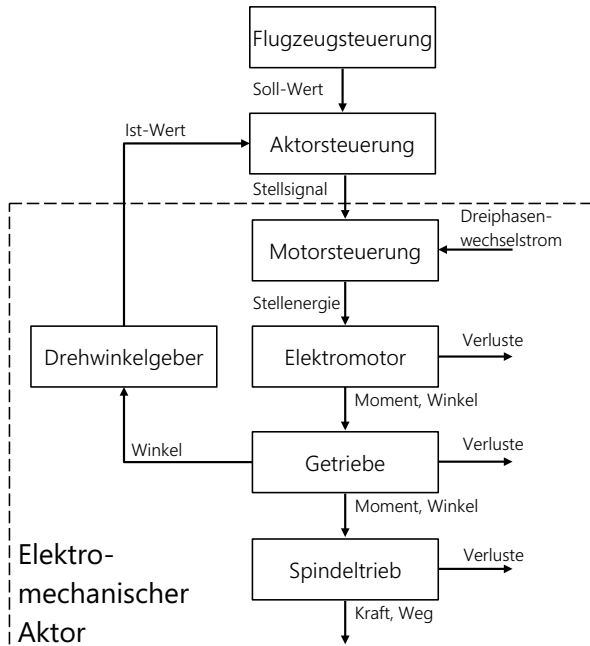 Flugzeugsteuerung
Soll-Wert
Ist-Wert
Aktorsteuerung
Stellsignal
Dreiphasen-
wechselstrom
Motorsteuerung
Stellenergie
Drehwinkelgeber
Elektromotor
Verluste
Moment, Winkel
Winkel
Getriebe
Verluste
Moment, Winkel
Elektro-
mechanischer
Aktor
Spindeltrieb
Verluste
Kraft, Weg